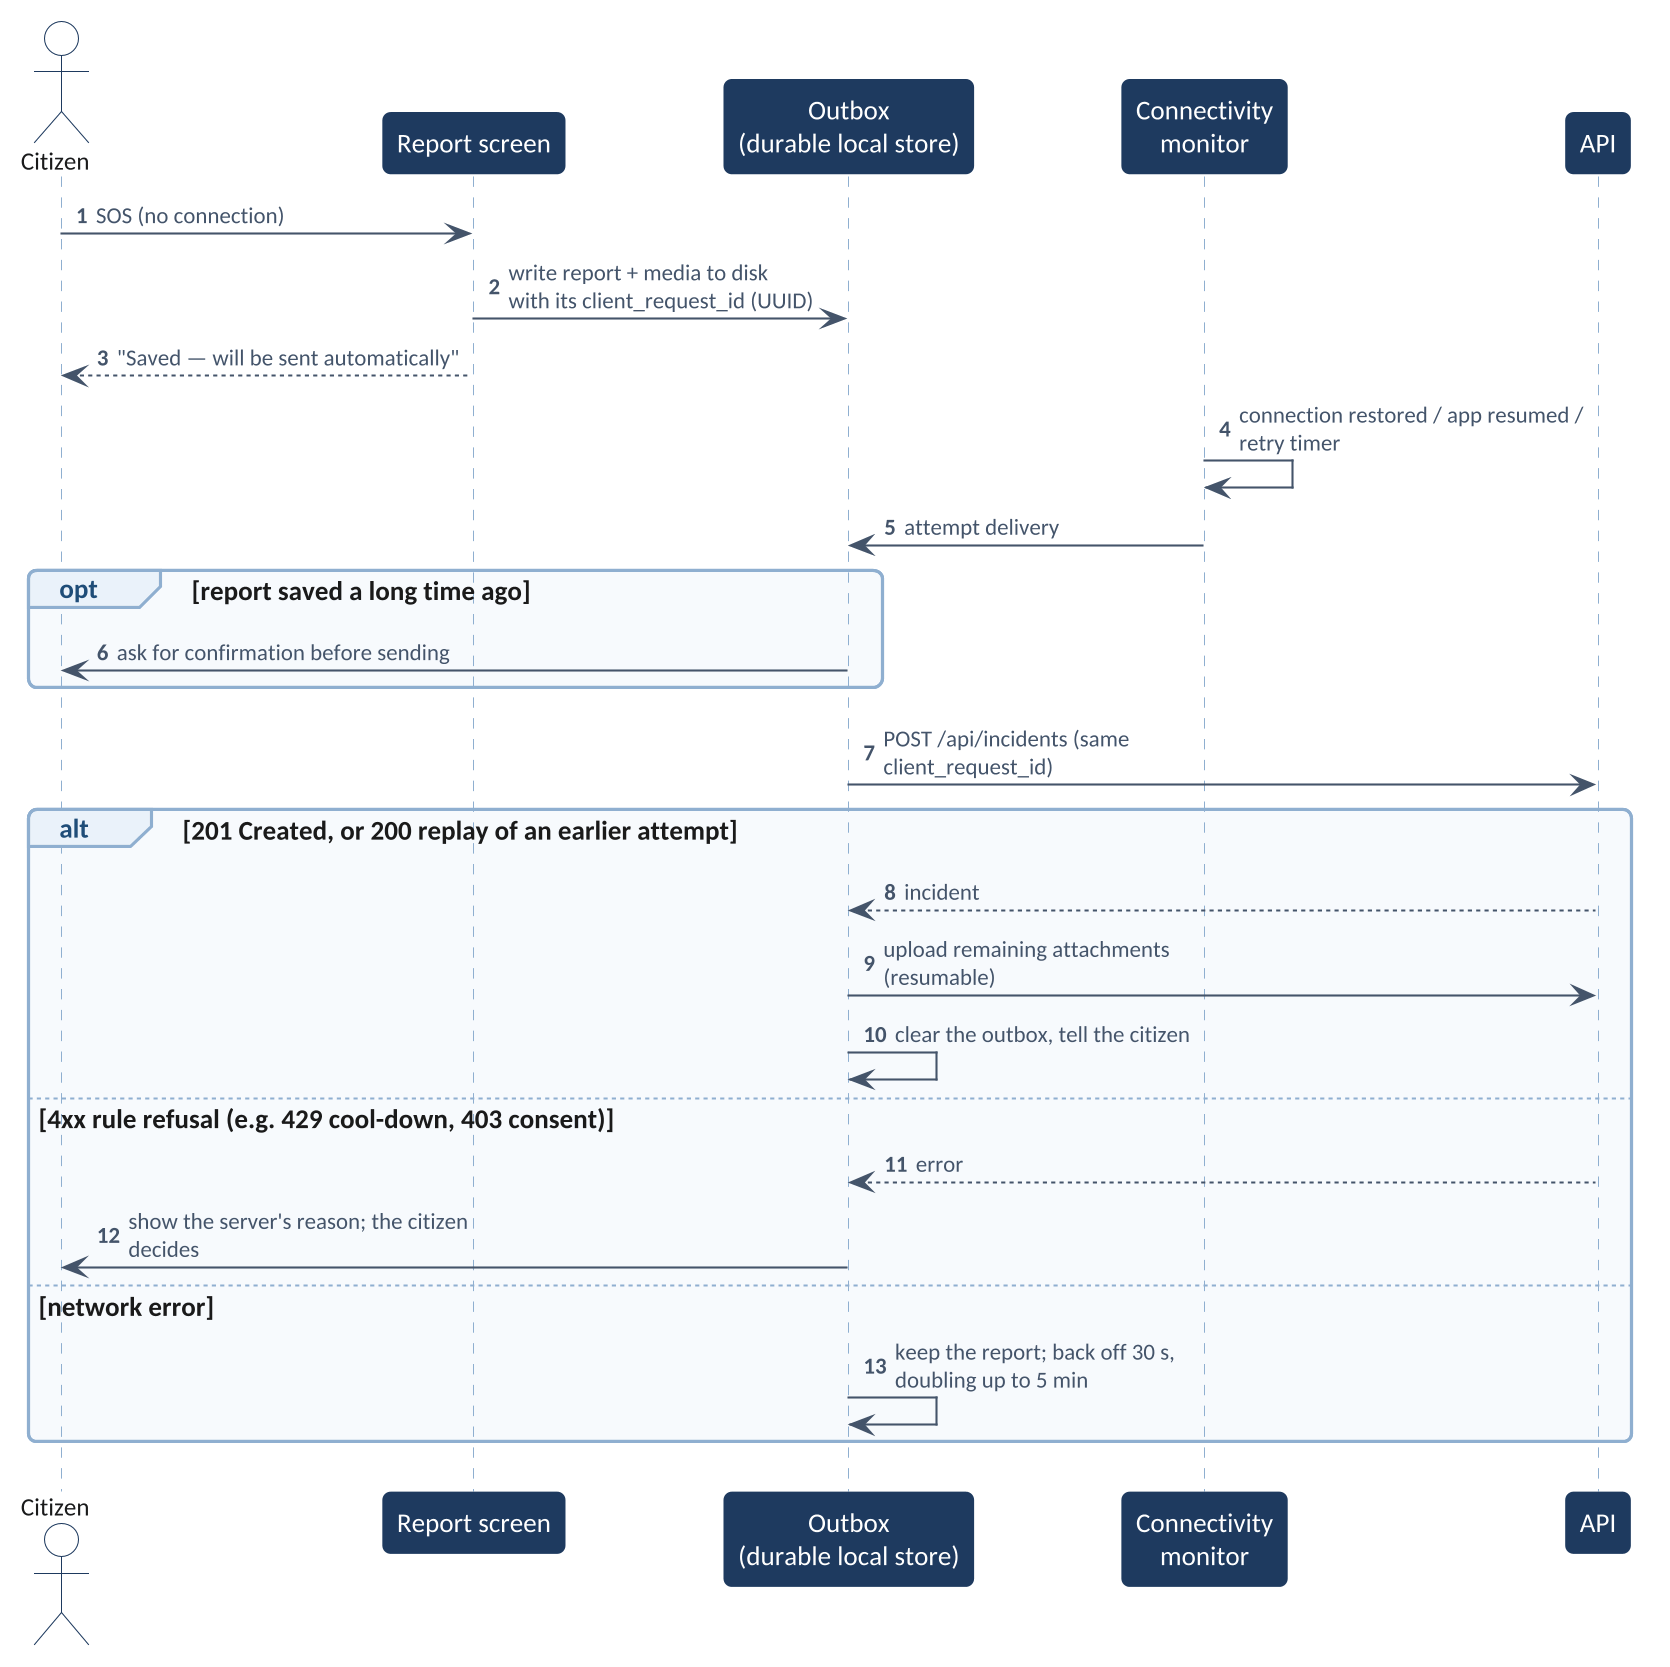 Citizen
Report screen
Outbox
(durable local store)
Connectivity
monitor
API
1 SOS (no connection)
2 write report + media to disk
with its client_request_id (UUID)
3 "Saved — will be sent automatically"
4 connection restored / app resumed /
retry timer
5 attempt delivery
opt [report saved a long time ago]
6 ask for confirmation before sending
7 POST /api/incidents (same
client_request_id)
alt [201 Created, or 200 replay of an earlier attempt]
8 incident
9 upload remaining attachments
(resumable)
10 clear the outbox, tell the citizen
[4xx rule refusal (e.g. 429 cool-down, 403 consent)]
11 error
12 show the server's reason; the citizen
decides
[network error]
13 keep the report; back off 30 s,
doubling up to 5 min
Citizen
Report screen
Outbox
(durable local store)
Connectivity
monitor
API